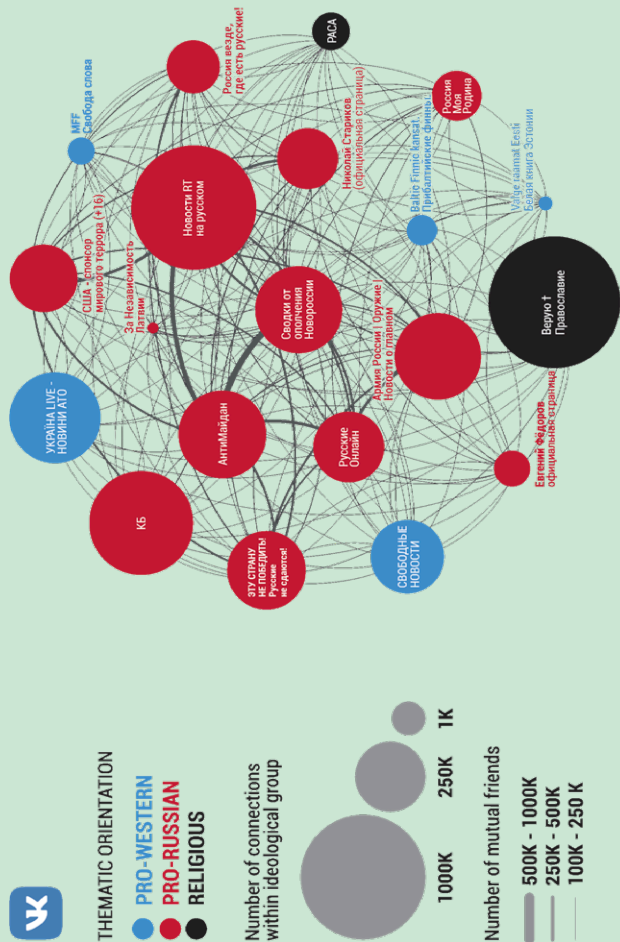 THEMATIC ORIENTATION
PRO-WESTERN
PRO-RUSSIAN
RELIGIOUS
Number of connections
within ideological group
1000K
250K
1K
Number of mutual friends
500K - 1000K
250K - 500K
100K - 250 K
УКРАЇНА LIVE -
НОВИНИ АТО
КБ
ЭТУ СТРАНУ
НЕ ПОБЕДИТЬ!
Русские
не сдаются!
СВОБОДНЫЕ
НОВОСТИ
АнтиМайдан
Русские
Онлайн
США - спонсор
мирового террора (+16)
За Независимость
Латвии
MFF
Свобода слова
Новости RT
на русском
Сводки от
ополчения
Новороссии
Армия России | Оружие |
Новости о главном
Евгений Фёдоров
официальная страница)
Россия везде,
где есть русские!
Николай Стариков
(официальная страница)
РАСА
Россия
Моя
Родина
Baltic Finnic kansat
Прибалтийские финны
Valge raamat Eesti
Белая книга Эстонии
Верую †
Православие